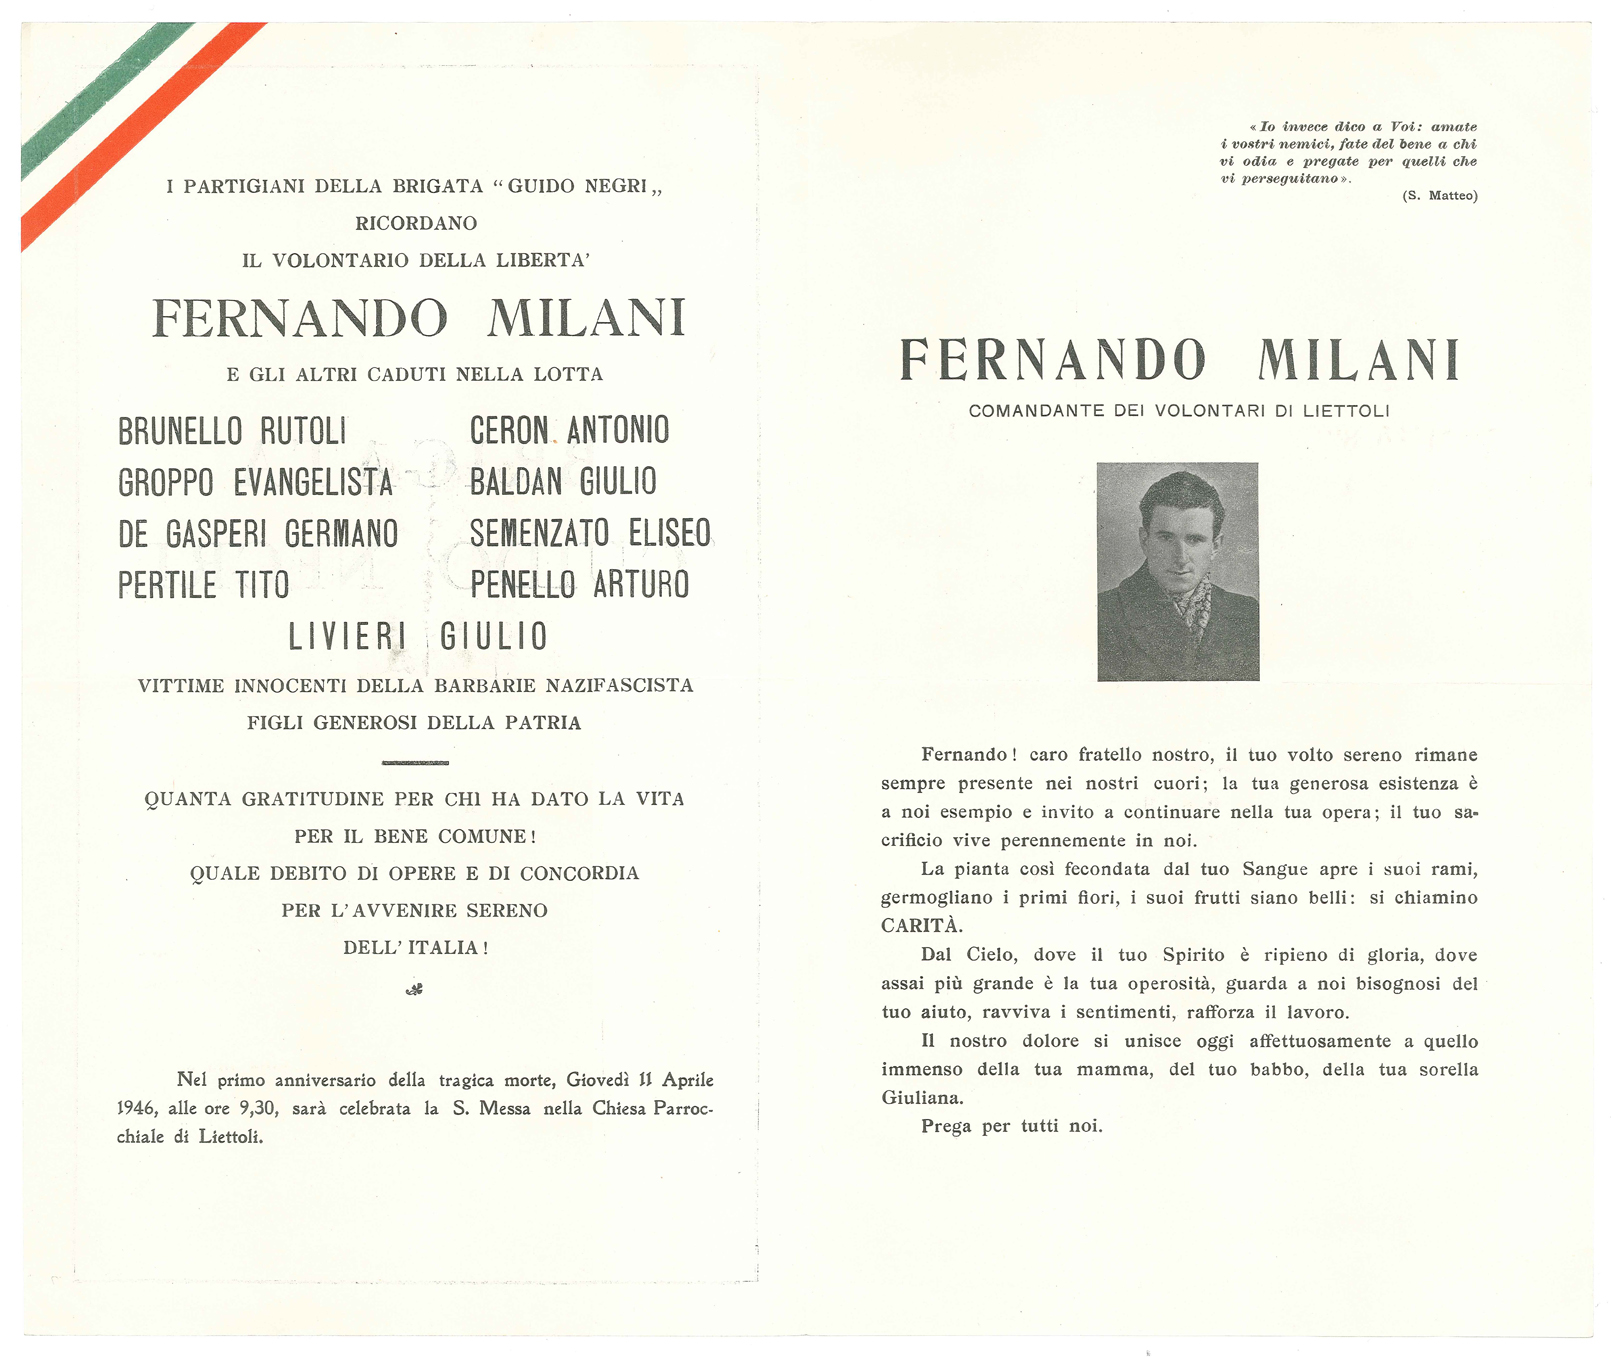 I PARTIGIANI DELLA BRIGATA “GUIDO NEGRI„
RICORDANO
IL VOLONTARIO DELLA LIBERTA’
FERNANDO MILANI
E GLI ALTRI CADUTI NELLA LOTTA
BRUNELLO RUTOLI CERON ANTONIO
GROPPO EVANGELISTA BALDAN GIULIO
DE GASPERI GERMANO SEMENZATO ELISEO
PERTILE TITO PENELLO ARTURO
LIVIERI GIULIO
VITTIME INNOCENTI DELLA BARBARIE NAZIFASCISTA
FIGLI GENEROSI DELLA PATRIA
QUANTA GRATITUDINE PER CHI HA DATO LA VITA
PER IL BENE COMUNE!
QUALE DEBITO DI OPERE E DI CONCORDIA
PER L’AVVENIRE SERENO
DELL’ITALIA!
Nel primo anniversario della tragica morte, Giovedì 11 Aprile
1946, alle ore 9,30, sarà celebrata la S. Messa nella Chiesa Parroc-
chiale di Liettoli.
«Io invece dico a Voi: amate
i vostri nemici, fate del bene a chi
vi odia e pregate per quelli che
vi perseguitano».
(S. Matteo)
FERNANDO MILANI
COMANDANTE DEI VOLONTARI DI LIETTOLI
Fernando! caro fratello nostro, il tuo volto sereno rimane
sempre presente nei nostri cuori; la tua generosa esistenza è
a noi esempio e invito a continuare nella tua opera; il tuo sa-
crificio vive perennemente in noi.
La pianta così fecondata dal tuo Sangue apre i suoi rami,
germogliano i primi fiori, i suoi frutti siano belli: si chiamino
CARITÀ.
Dal Cielo, dove il tuo Spirito è ripieno di gloria, dove
assai più grande è la tua operosità, guarda a noi bisognosi del
tuo aiuto, ravviva i sentimenti, rafforza il lavoro.
Il nostro dolore si unisce oggi affettuosamente a quello
immenso della tua mamma, del tuo babbo, della tua sorella
Giuliana.
Prega per tutti noi.